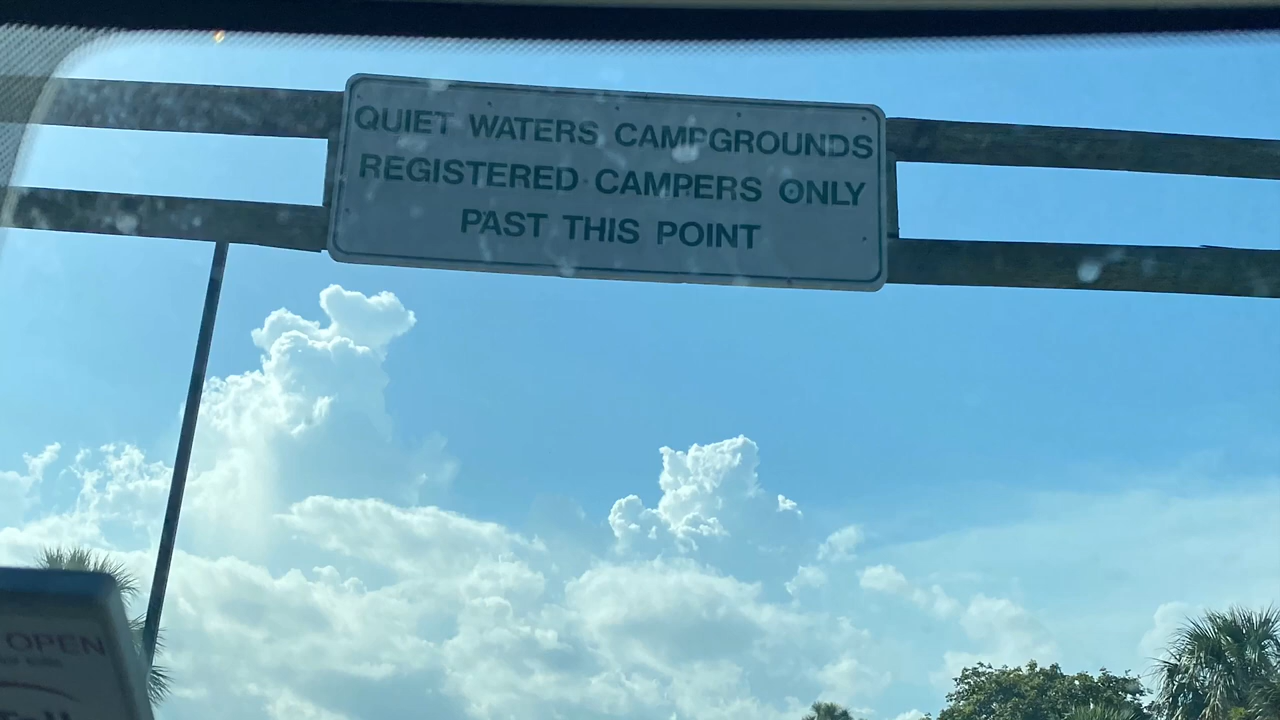 QUIET WATERS CAMPGROUNDS
REGISTERED CAMPERS ONLY
PAST THIS POINT
OPEN